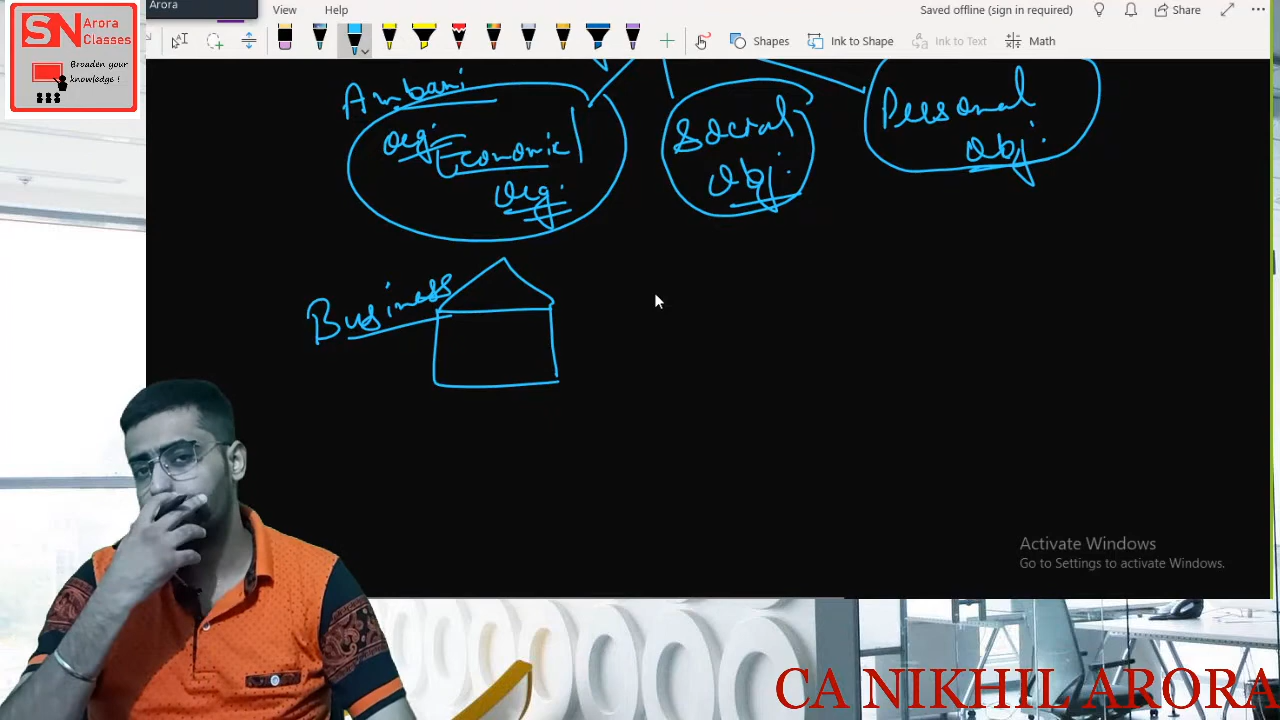 Arora
SN Arora Classes
Broaden your knowledge !
View Help
Saved offline (sign in required)
Share
Shapes
Ink to Shape
Ink to Text
Math
Ambani
org. Economic
org.
Social
obj.
Personal
obj.
Business
Activate Windows
Go to Settings to activate Windows.
CA NIKHIL ARORA